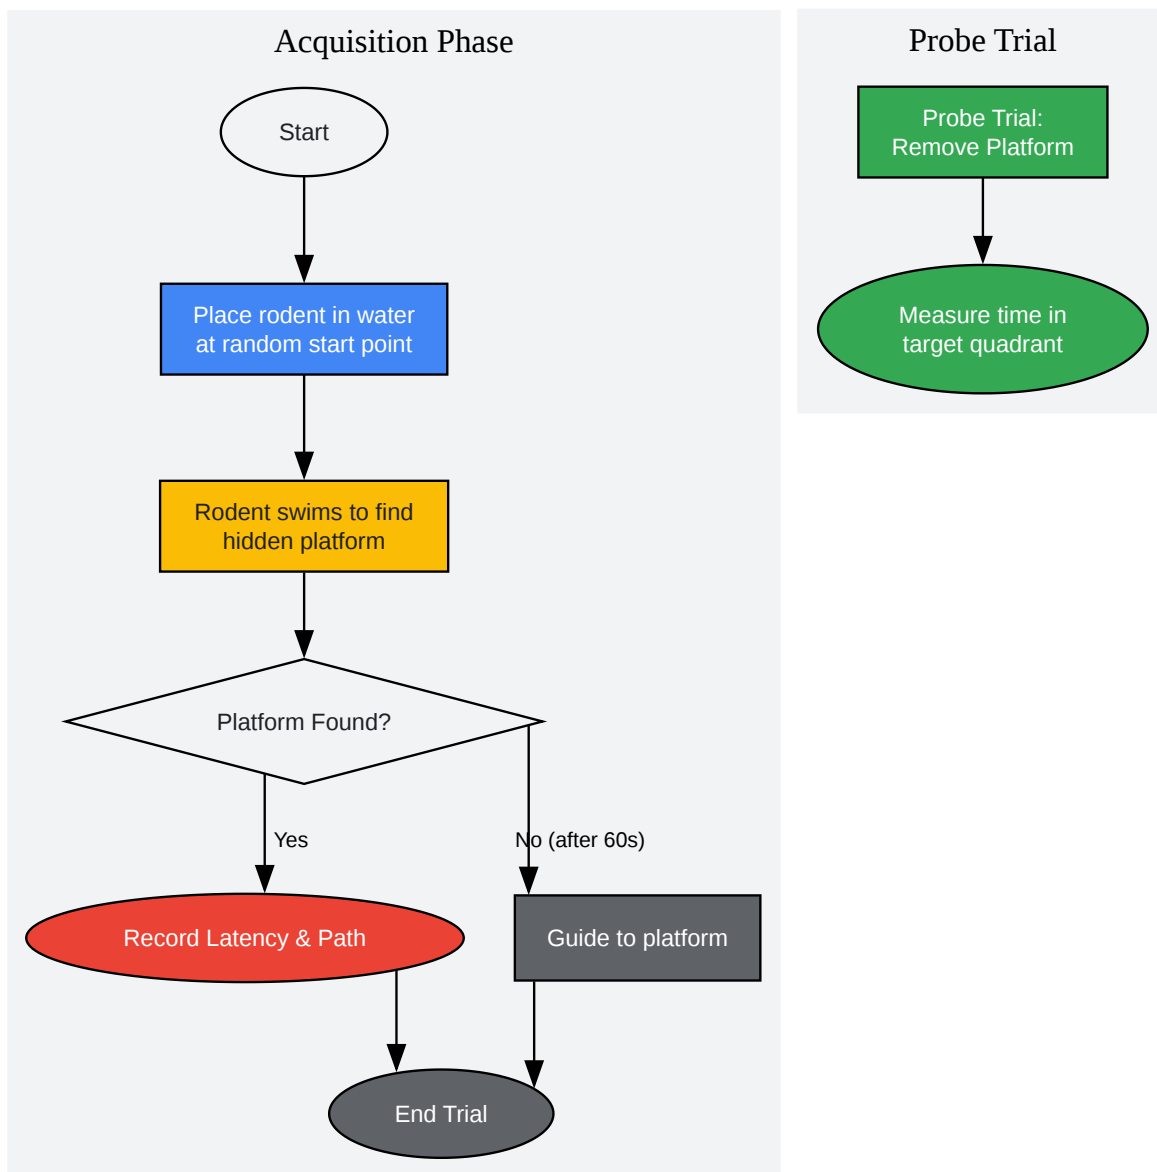 Acquisition Phase
Start
Place rodent in water
at random start point
Rodent swims to find
hidden platform
Platform Found?
Yes
No (after 60s)
Record Latency & Path
Guide to platform
End Trial
Probe Trial
Probe Trial:
Remove Platform
Measure time in
target quadrant